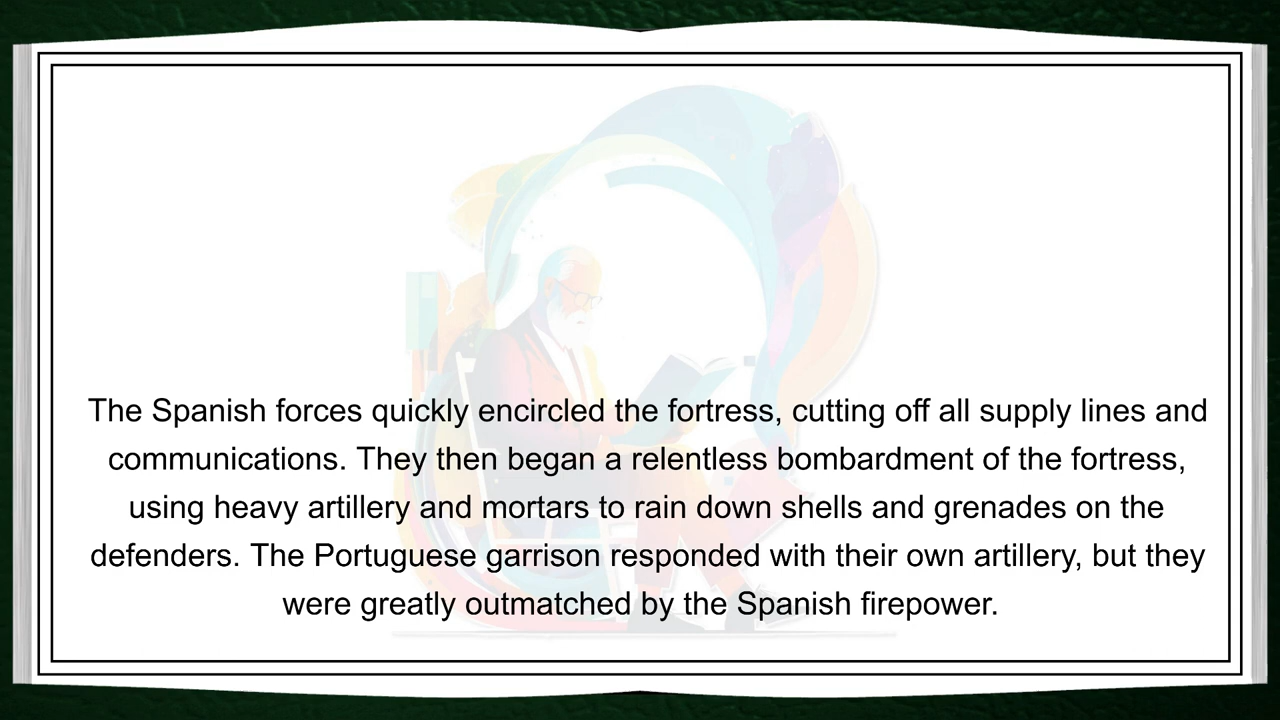 The Spanish forces quickly encircled the fortress, cutting off all supply lines and
communications. They then began a relentless bombardment of the fortress,
using heavy artillery and mortars to rain down shells and grenades on the
defenders. The Portuguese garrison responded with their own artillery, but they
were greatly outmatched by the Spanish firepower.